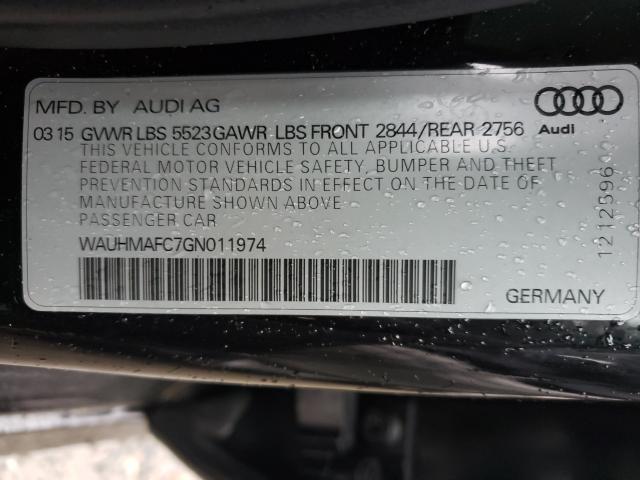 MFD. BY AUDI AG
03 15 GVWR LBS 5523 GAWR LBS FRONT 2844/REAR 2756
THIS VEHICLE CONFORMS TO ALL APPLICABLE U.S.
FEDERAL MOTOR VEHICLE SAFETY, BUMPER AND THEFT
PREVENTION STANDARDS IN EFFECT ON THE DATE OF
MANUFACTURE SHOWN ABOVE.
PASSENGER CAR
WAUHMAFC7GN011974
Audi
1212596
GERMANY